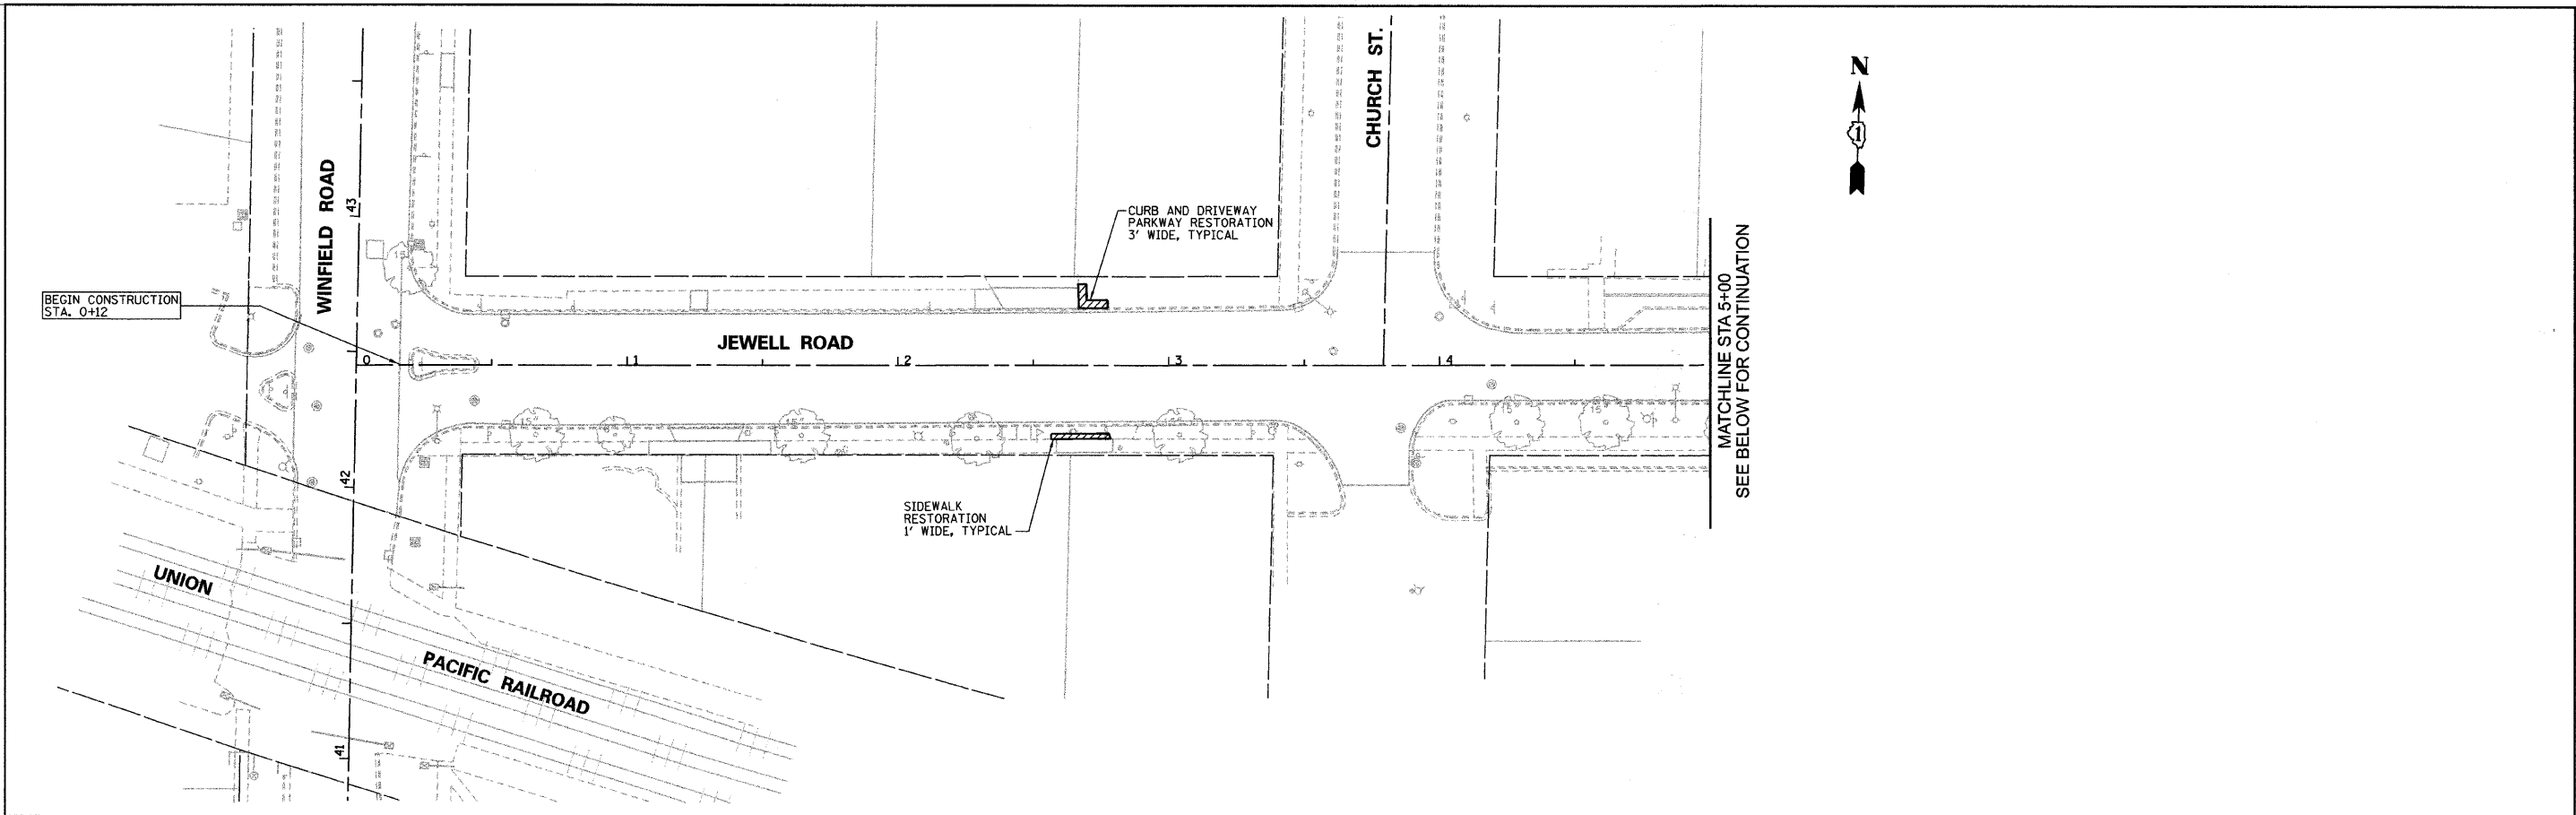 CHURCH ST.
N
1
WINFIELD ROAD
43
CURB AND DRIVEWAY
PARKWAY RESTORATION
3' WIDE, TYPICAL
BEGIN CONSTRUCTION
STA. 0+12
JEWELL ROAD
0
1
2
3
4
MATCHLINE STA 5+00
SEE BELOW FOR CONTINUATION
15
15
42
SIDEWALK
RESTORATION
1' WIDE, TYPICAL
UNION
PACIFIC RAILROAD
41